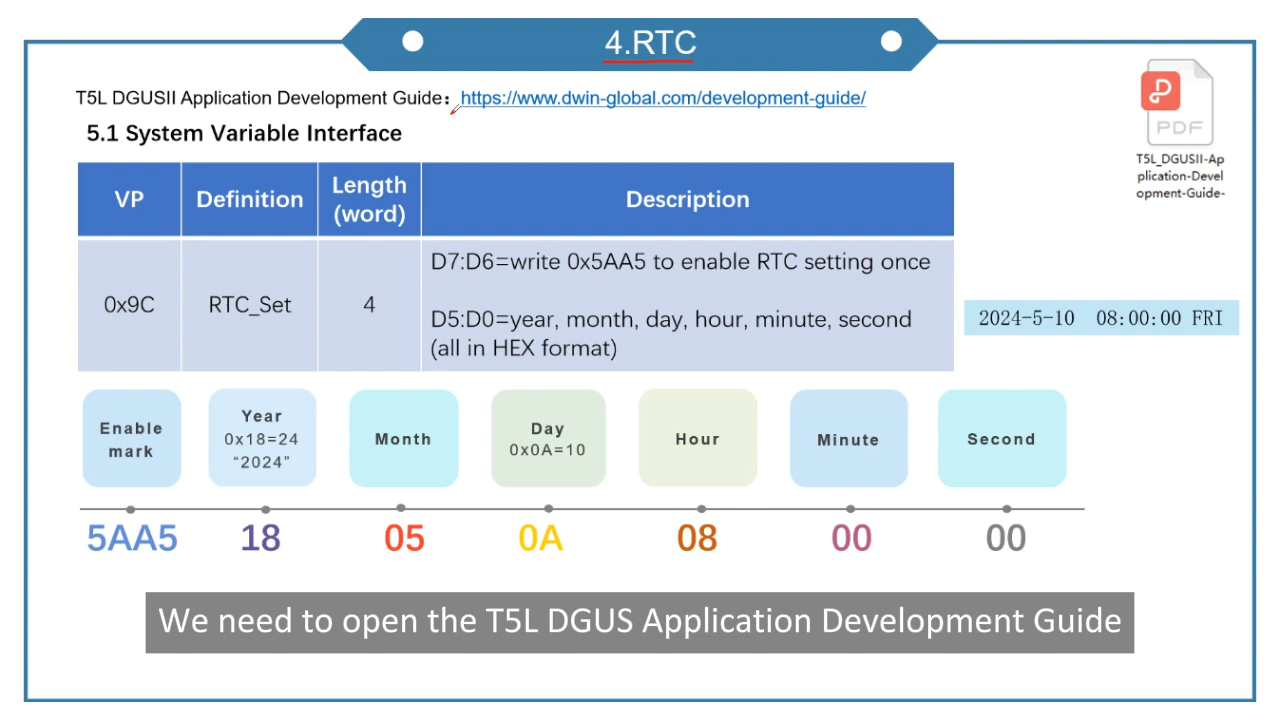 4.RTC
T5L DGUSII Application Development Guide：https://www.dwin-global.com/development-guide/
5.1 System Variable Interface
PDF
T5L_DGUSII-Ap
plication-Devel
opment-Guide-
VP
Definition
Length
(word)
Description
0x9C
RTC_Set
4
D7:D6=write 0x5AA5 to enable RTC setting once
D5:D0=year, month, day, hour, minute, second
(all in HEX format)
2024-5-10 08:00:00 FRI
Enable
mark
Year
0x18=24
“2024”
Month
Day
0x0A=10
Hour
Minute
Second
5AA5 18 05 0A 08 00 00
We need to open the T5L DGUS Application Development Guide